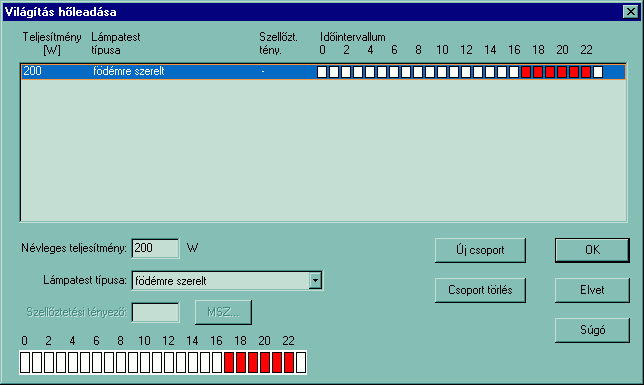 Világítás hőleadása
Teljesítmény Lámpatest Szellőzt. Időintervallum
[W] típusa tény. 0 2 4 6 8 10 12 14 16 18 20 22
200 födémre szerelt -
Névleges teljesítmény: 200 W
Új csoport OK
Lámpatest típusa: födémre szerelt
Csoport törlés Elvet
Szellőztetési tényező: MSZ...
Súgó
0 2 4 6 8 10 12 14 16 18 20 22